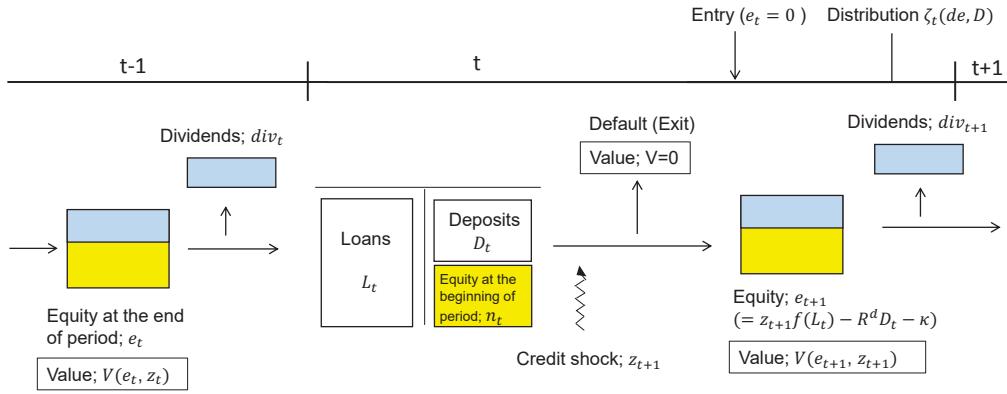 Entry ($e_t = 0$ )
Distribution $\zeta_t(de, D)$
t-1
t
t+1
Dividends; $div_t$
Default (Exit)
Value; V=0
Dividends; $div_{t+1}$
Loans
$L_t$
Deposits
$D_t$
Equity at the
beginning of
period; $n_t$
Equity at the end
of period; $e_t$
Value; $V(e_t, z_t)$
Credit shock; $z_{t+1}$
Equity; $e_{t+1}$
$(= z_{t+1}f(L_t) - R^d D_t - \kappa)$
Value; $V(e_{t+1}, z_{t+1})$